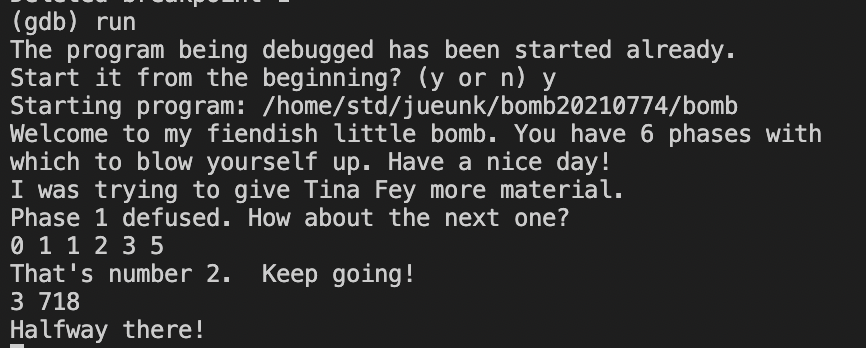 Deleted breakpoint 1
(gdb) run
The program being debugged has been started already.
Start it from the beginning? (y or n) y
Starting program: /home/std/jueunk/bomb20210774/bomb
Welcome to my fiendish little bomb. You have 6 phases with
which to blow yourself up. Have a nice day!
I was trying to give Tina Fey more material.
Phase 1 defused. How about the next one?
0 1 1 2 3 5
That's number 2.  Keep going!
3 718
Halfway there!